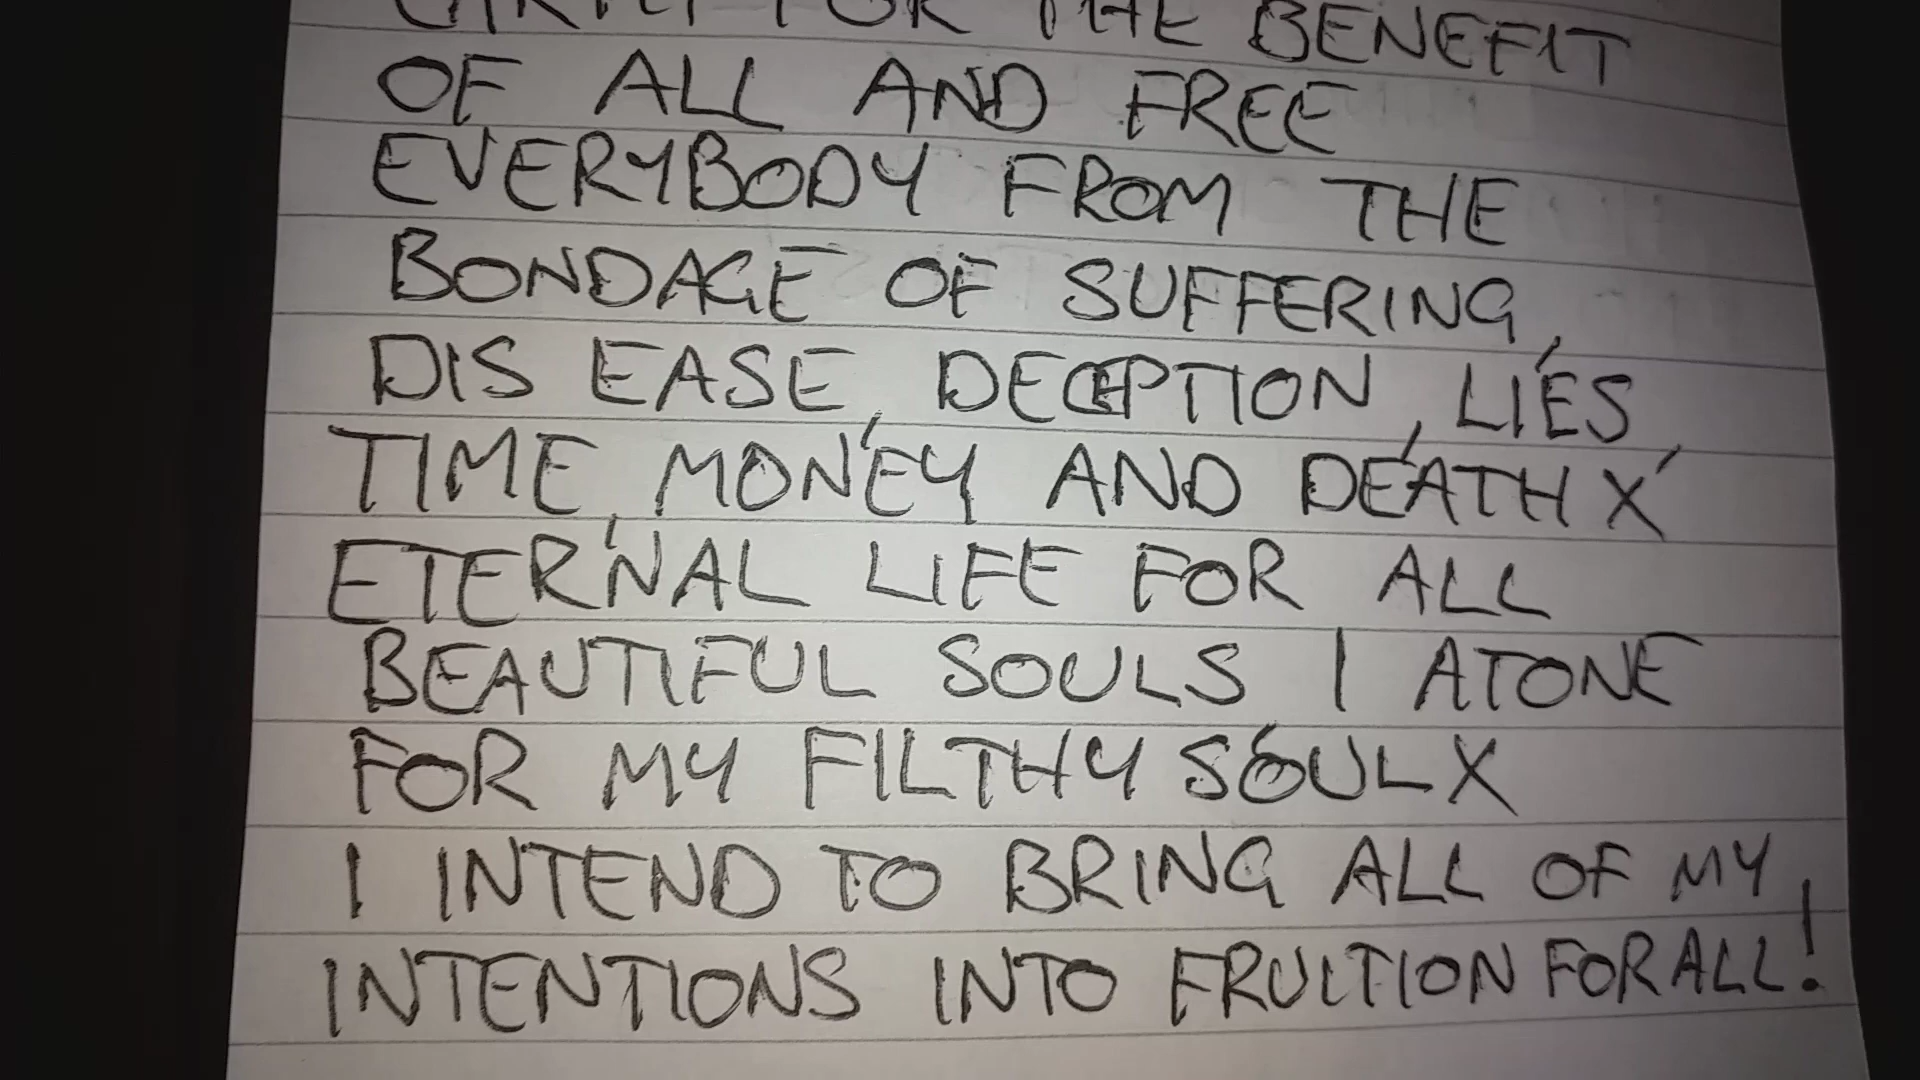 EARTH FOR THE BENEFIT
OF ALL AND FREE
EVERYBODY FROM THE
BONDAGE OF SUFFERING,
DIS EASE, DECEPTION, LIES,
TIME, MONEY AND DEATH X
ETERNAL LIFE FOR ALL
BEAUTIFUL SOULS I ATONE
FOR MY FILTHY SOUL X
I INTEND TO BRING ALL OF MY
INTENTIONS INTO FRUITION FOR ALL!